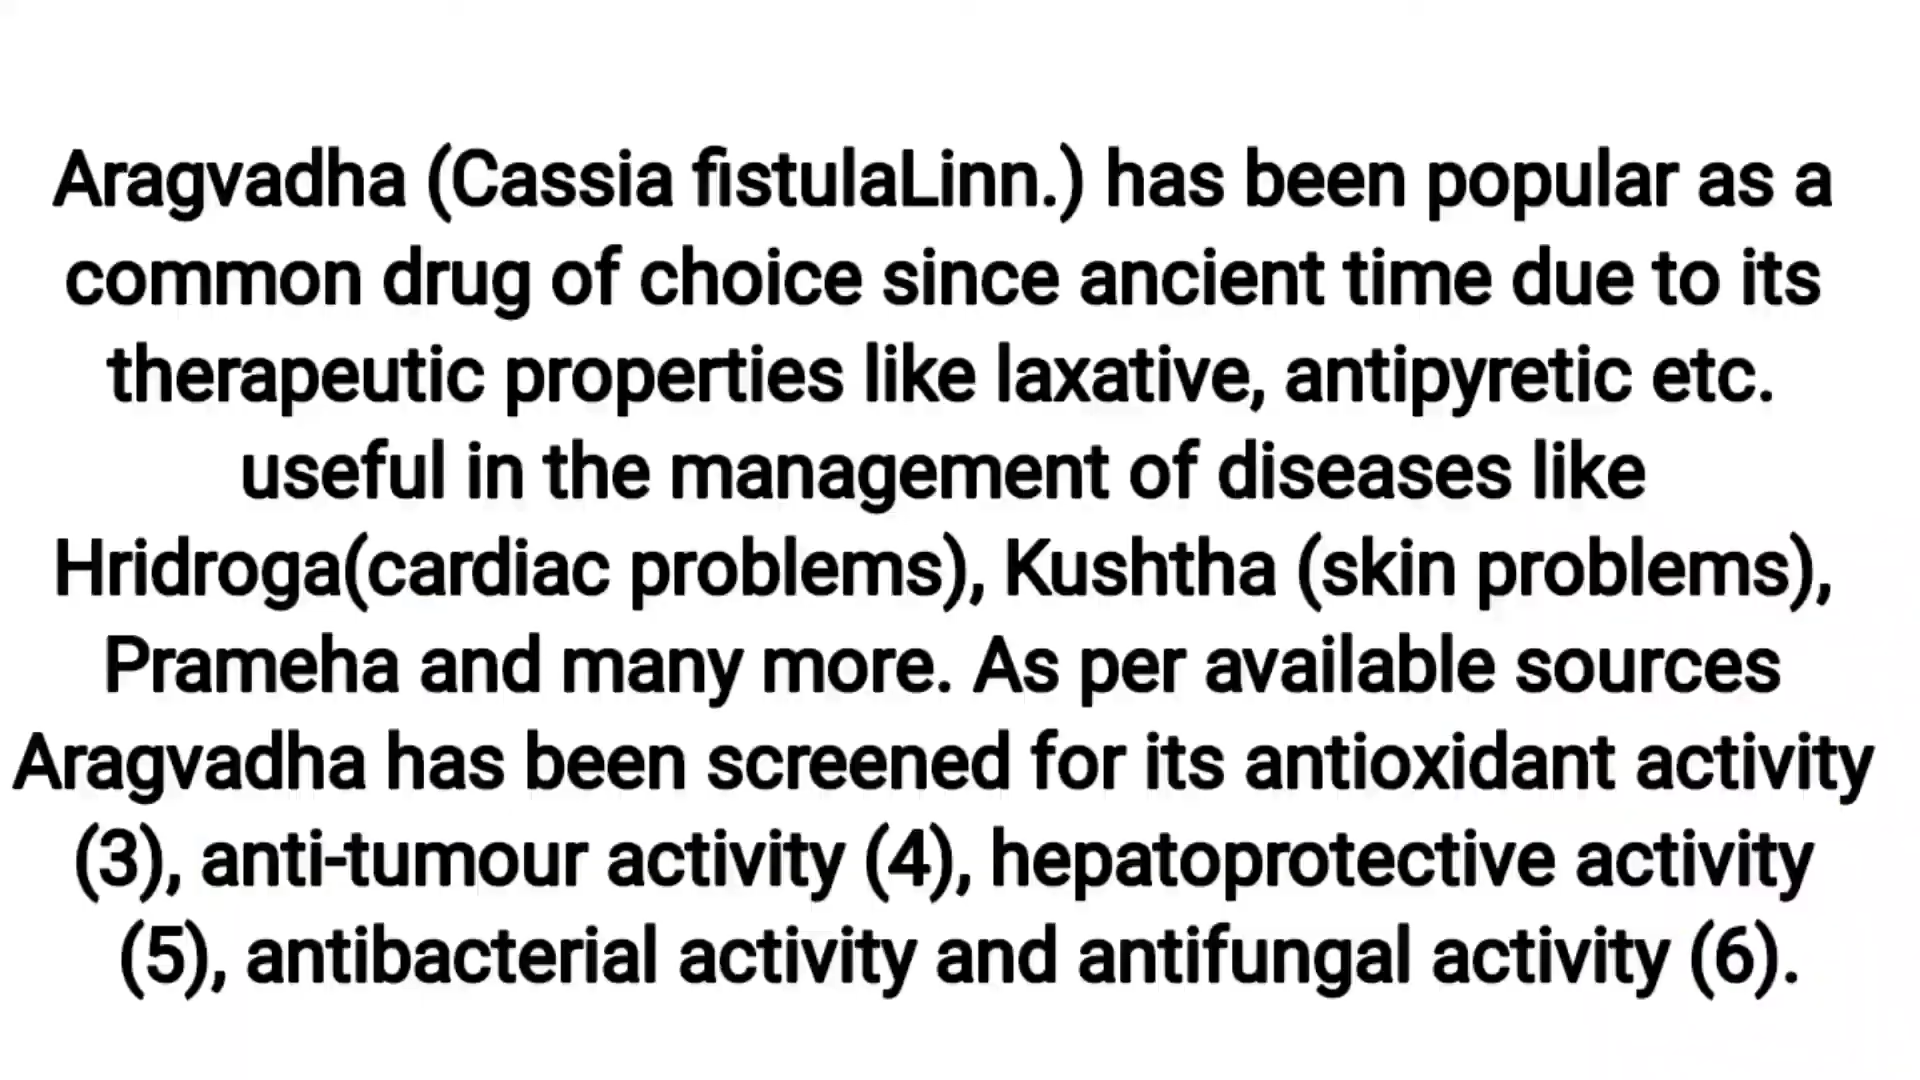 Aragvadha (Cassia fistulaLinn.) has been popular as a
common drug of choice since ancient time due to its
therapeutic properties like laxative, antipyretic etc.
useful in the management of diseases like
Hridroga(cardiac problems), Kushtha (skin problems),
Prameha and many more. As per available sources
Aragvadha has been screened for its antioxidant activity
(3), anti-tumour activity (4), hepatoprotective activity
(5), antibacterial activity and antifungal activity (6).